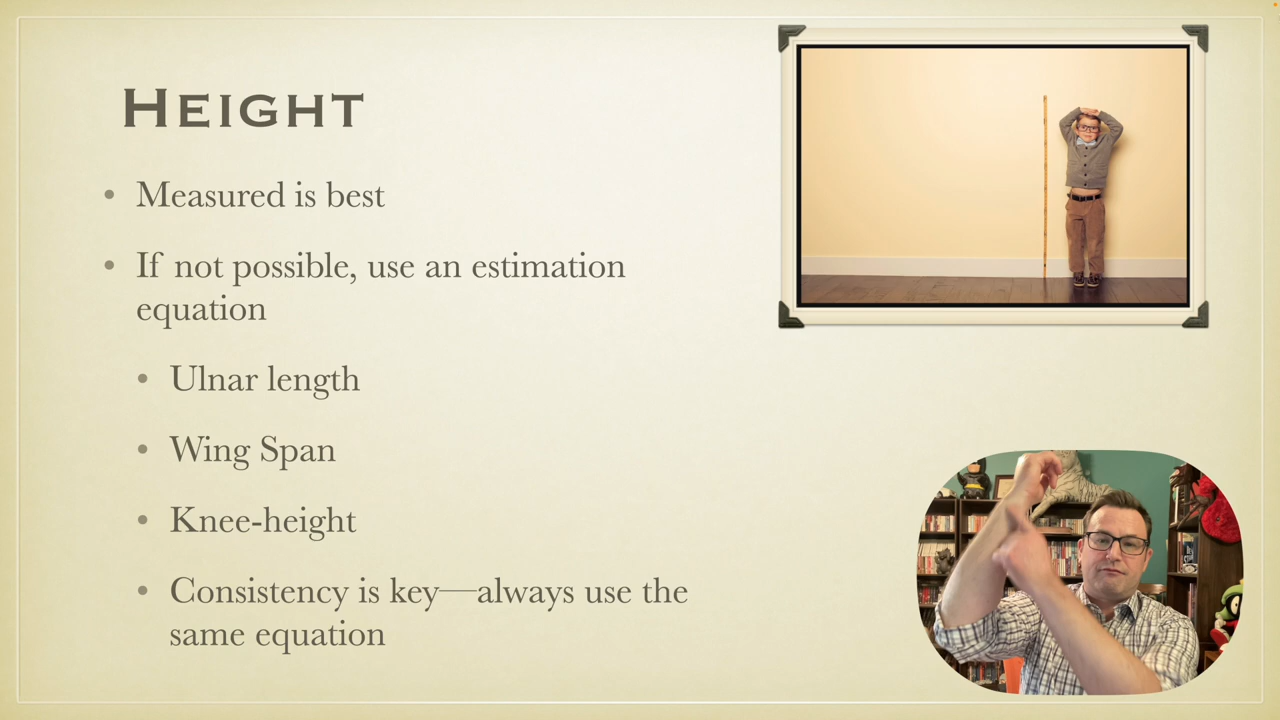 Height
• Measured is best
• If not possible, use an estimation
equation
• Ulnar length
• Wing Span
• Knee-height
• Consistency is key—always use the
same equation